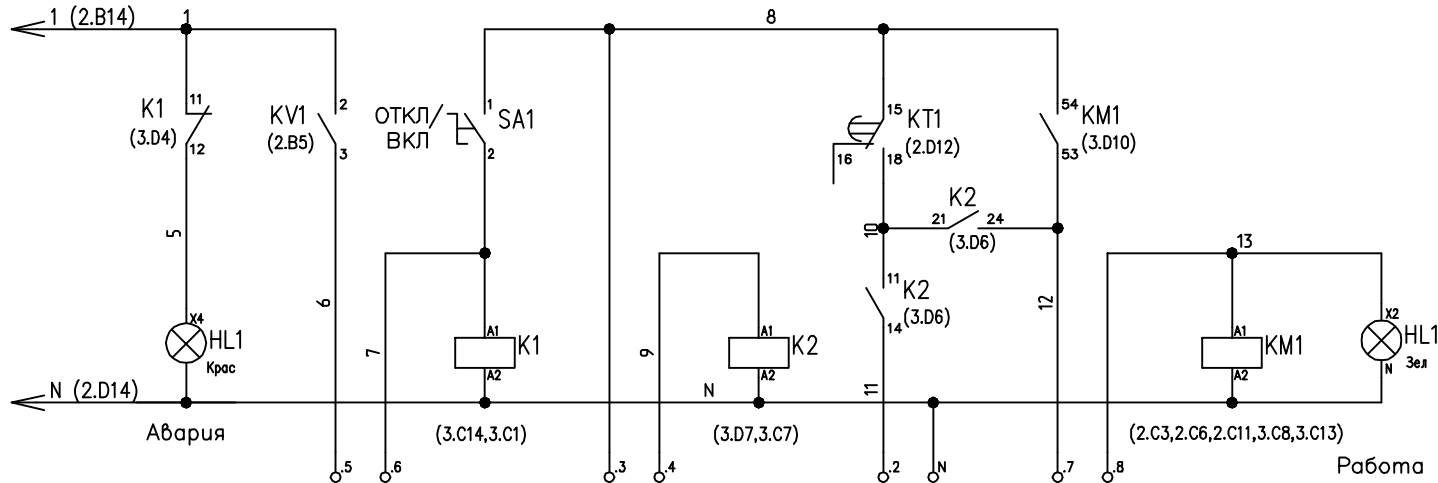 1 (2.B14)
1
8
11
K1
(3.D4)
12
2
KV1
(2.B5)
3
ОТКЛ/
ВКЛ
1
SA1
2
15
KT1
(2.D12)
16
18
54
KM1
(3.D10)
53
K2
21
24
(3.D6)
10
5
6
7
9
12
13
11
K2
(3.D6)
14
X4
HL1
Крас
A1
K1
A2
A1
K2
A2
A1
KM1
A2
X2
HL1
Зел
N
N (2.D14)
N
11
Авария
(3.C14,3.C1)
(3.D7,3.C7)
(2.C3,2.C6,2.C11,3.C8,3.C13)
Работа
.5
.6
.3
.4
.2
N
.7
.8